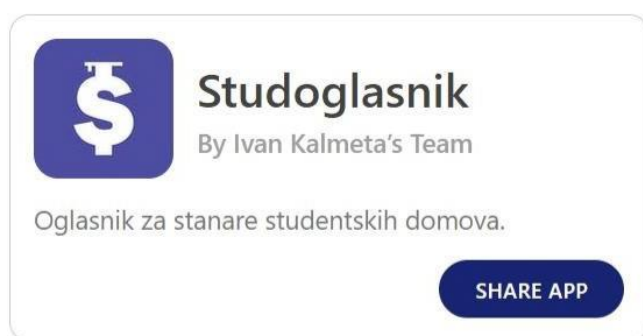 Studoglasnik
By Ivan Kalmeta's Team
Oglasnik za stanare studentskih domova.
SHARE APP